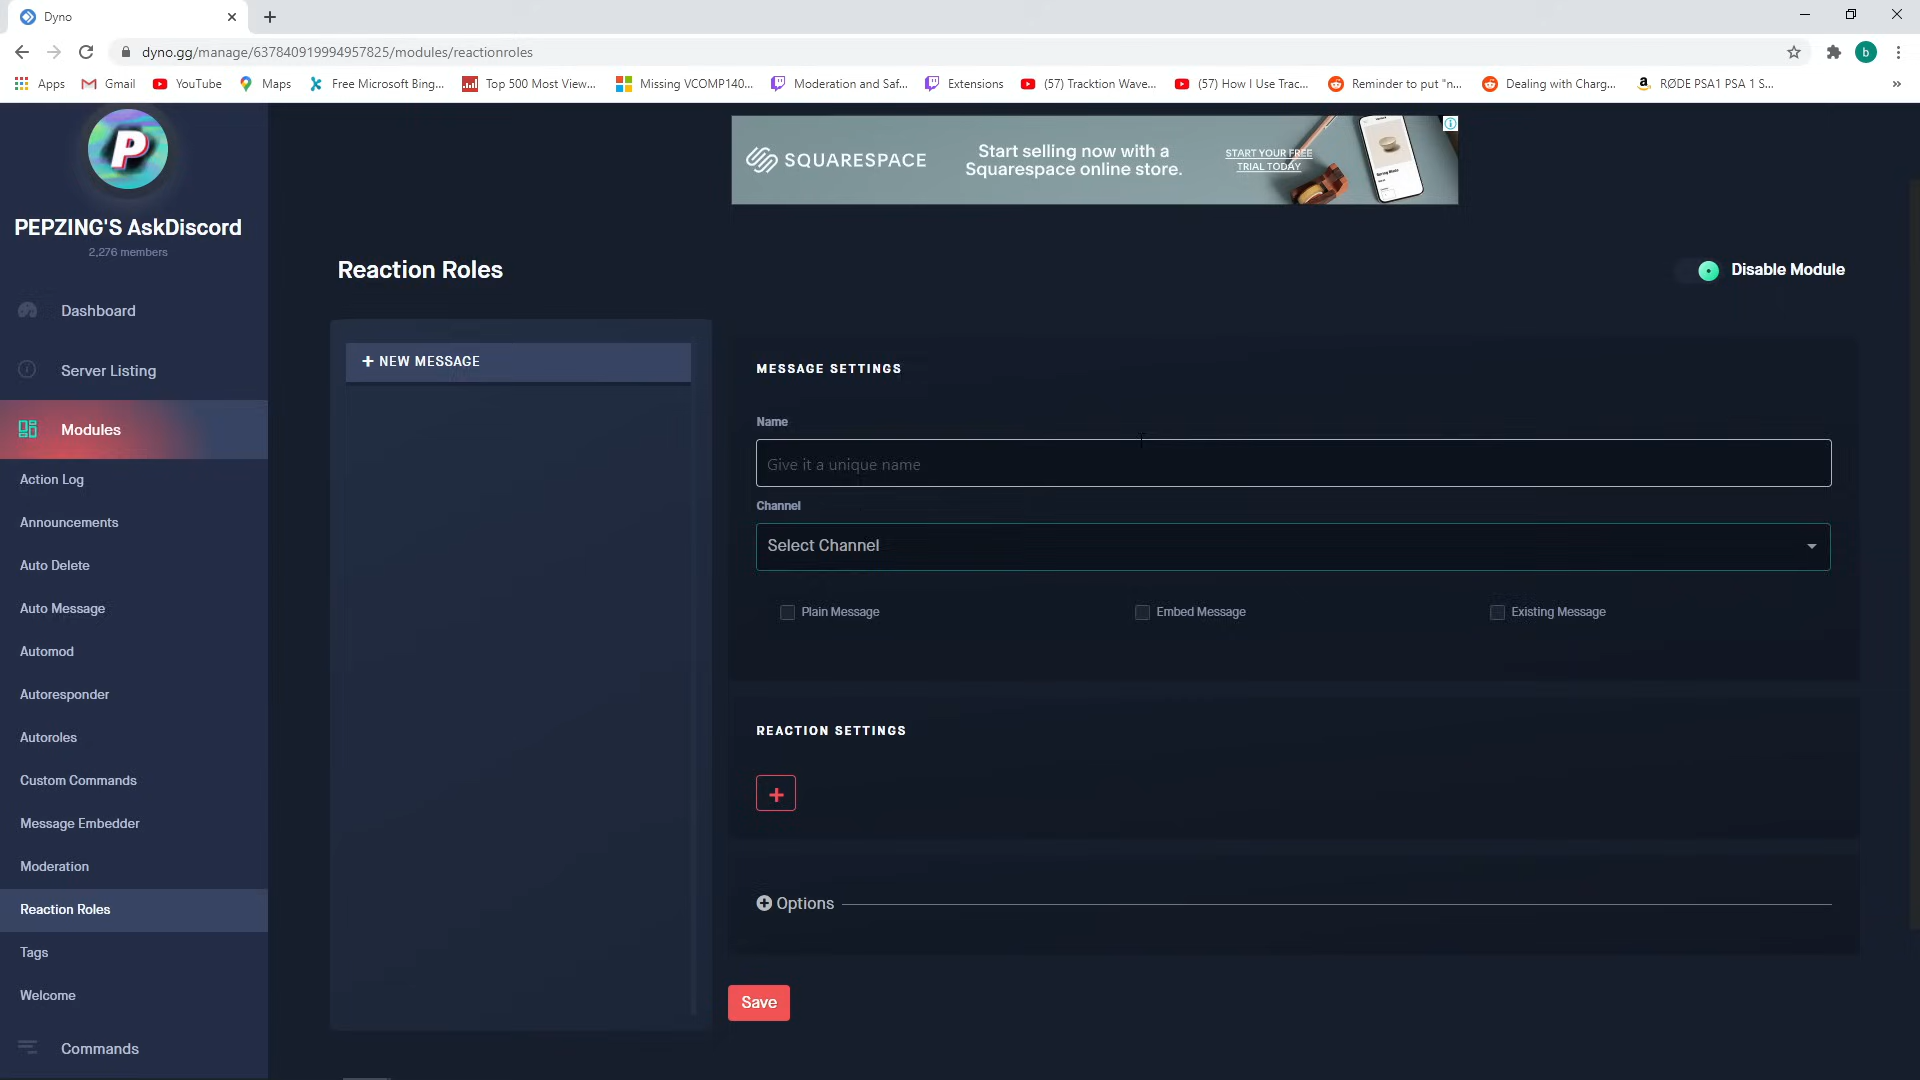 Dyno
dyno.gg/manage/637840919994957825/modules/reactionroles
b
Apps
Gmail
YouTube
Maps
Free Microsoft Bing...
Top 500 Most View...
Missing VCOMP140...
Moderation and Saf...
Extensions
(57) Tracktion Wave...
(57) How I Use Trac...
Reminder to put "n...
Dealing with Charg...
RØDE PSA1 PSA 1 S...
P
PEPZING'S AskDiscord
2,276 members
Dashboard
Server Listing
Modules
Action Log
Announcements
Auto Delete
Auto Message
Automod
Autoresponder
Autoroles
Custom Commands
Message Embedder
Moderation
Reaction Roles
Tags
Welcome
Commands
SQUARESPACE
Start selling now with a
Squarespace online store.
START YOUR FREE
TRIAL TODAY
Reaction Roles
Disable Module
+ NEW MESSAGE
MESSAGE SETTINGS
Name
Give it a unique name
Channel
Select Channel
Plain Message
Embed Message
Existing Message
REACTION SETTINGS
+
Options
Save